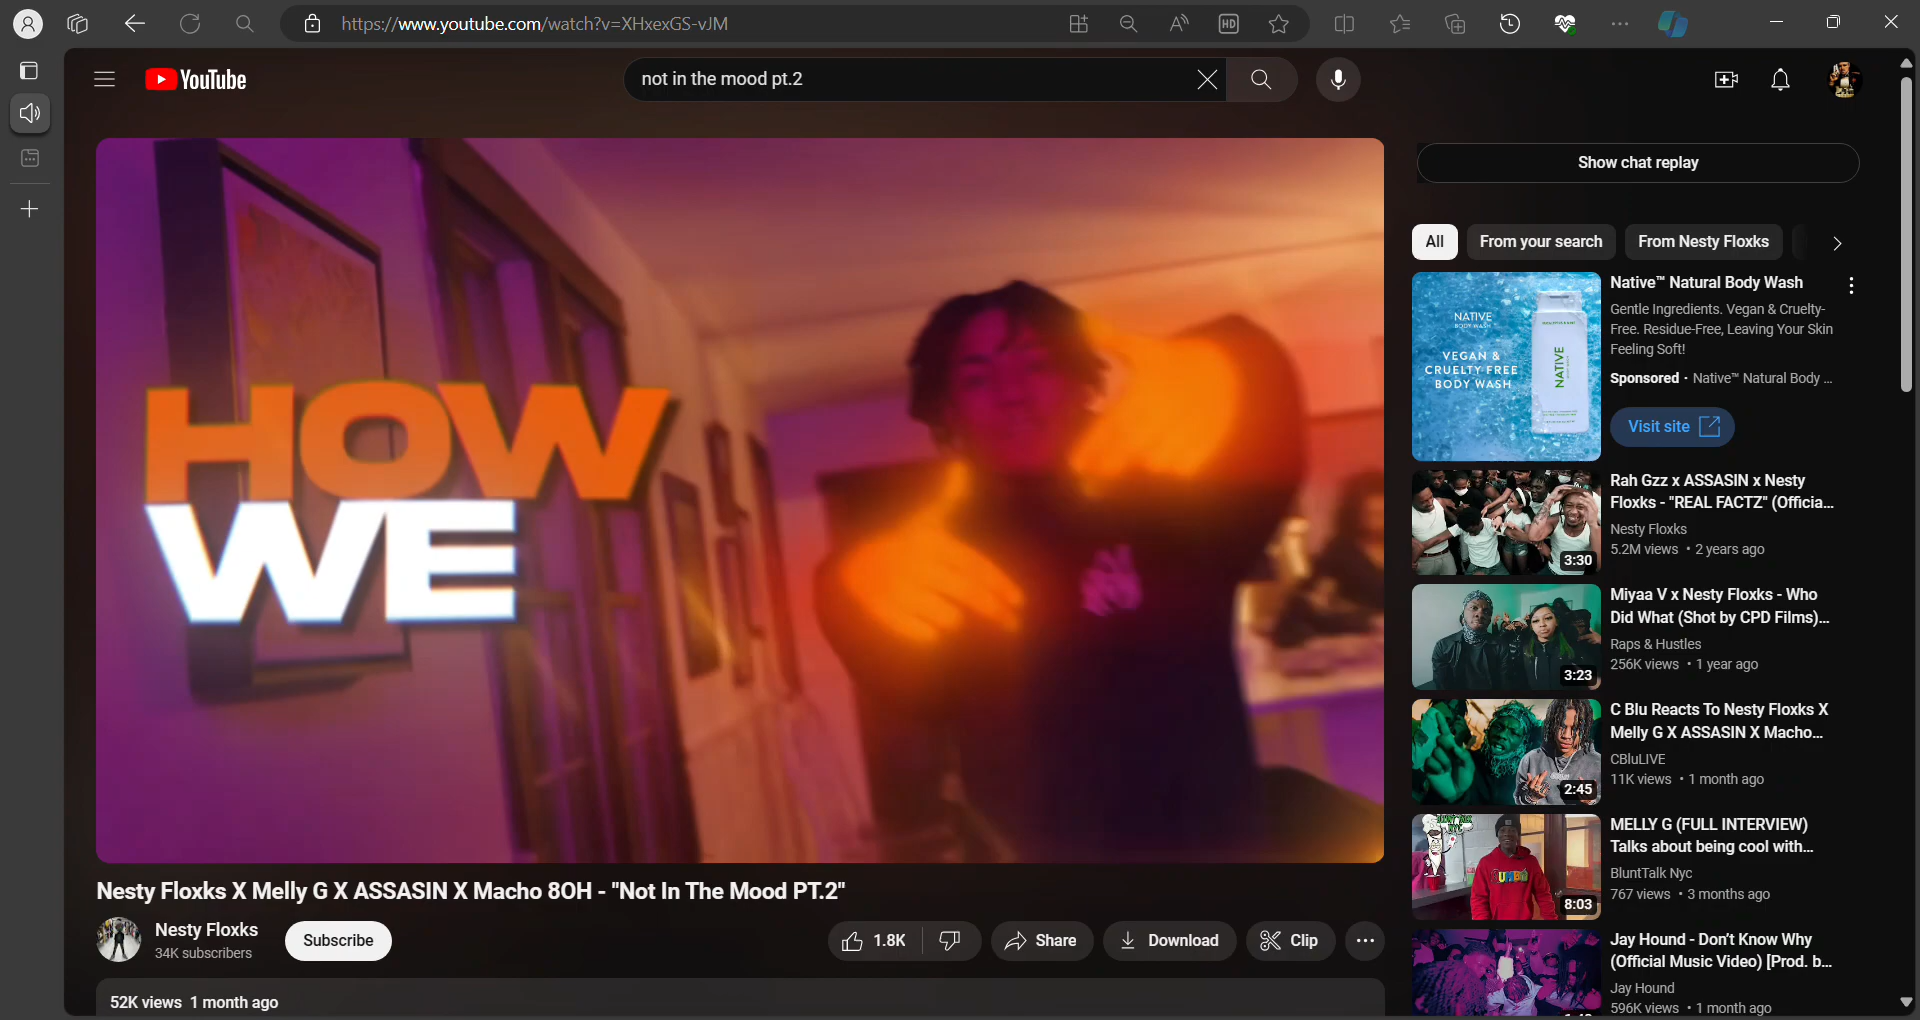 https://www.youtube.com/watch?v=XHxexGS-vJM
HD
YouTube
not in the mood pt.2
HOW
WE
Nesty Floxks X Melly G X ASSASIN X Macho 8OH - "Not In The Mood PT.2"
Nesty Floxks
34K subscribers
Subscribe
1.8K
Share
Download
Clip
52K views 1 month ago
Show chat replay
All
From your search
From Nesty Floxks
NATIVE
BODY WASH
VEGAN &
CRUELTY FREE
BODY WASH
NATIVE
Native™ Natural Body Wash
Gentle Ingredients. Vegan & Cruelty-
Free. Residue-Free, Leaving Your Skin
Feeling Soft!
Sponsored · Native™ Natural Body ...
Visit site
3:30
Rah Gzz x ASSASIN x Nesty
Floxks - "REAL FACTZ" (Officia...
Nesty Floxks
5.2M views • 2 years ago
3:23
Miyaa V x Nesty Floxks - Who
Did What (Shot by CPD Films)...
Raps & Hustles
256K views • 1 year ago
2:45
C Blu Reacts To Nesty Floxks X
Melly G X ASSASIN X Macho...
CBluLIVE
11K views • 1 month ago
8:03
MELLY G (FULL INTERVIEW)
Talks about being cool with...
BluntTalk Nyc
767 views • 3 months ago
Jay Hound - Don't Know Why
(Official Music Video) [Prod. b...
Jay Hound
596K views • 1 month ago